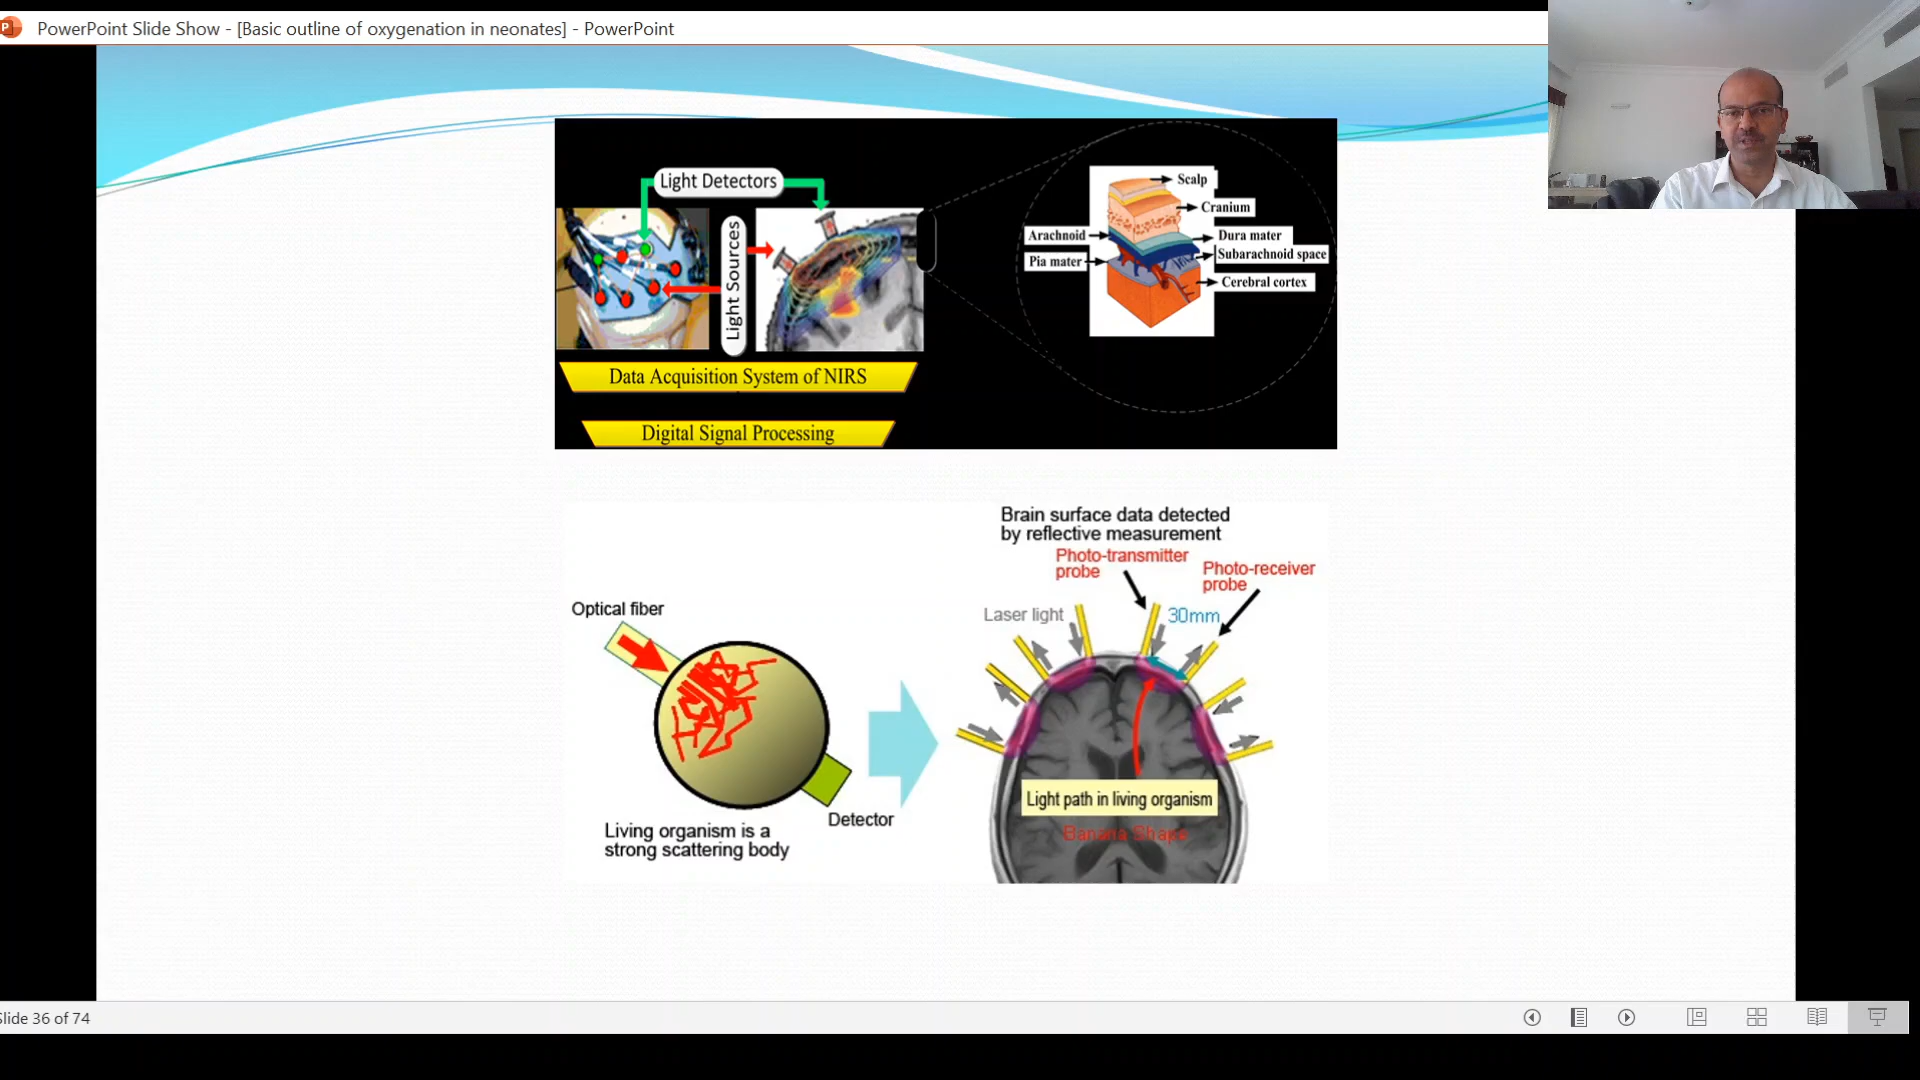 PowerPoint Slide Show - [Basic outline of oxygenation in neonates] - PowerPoint
Light Detectors
Light Sources
Data Acquisition System of NIRS
Digital Signal Processing
Scalp
Cranium
Arachnoid
Dura mater
Pia mater
Subarachnoid space
Cerebral cortex
Optical fiber
Living organism is a
strong scattering body
Detector
Brain surface data detected
by reflective measurement
Photo-transmitter
probe
Photo-receiver
probe
Laser light
30mm
Light path in living organism
Banana Shape
Slide 36 of 74